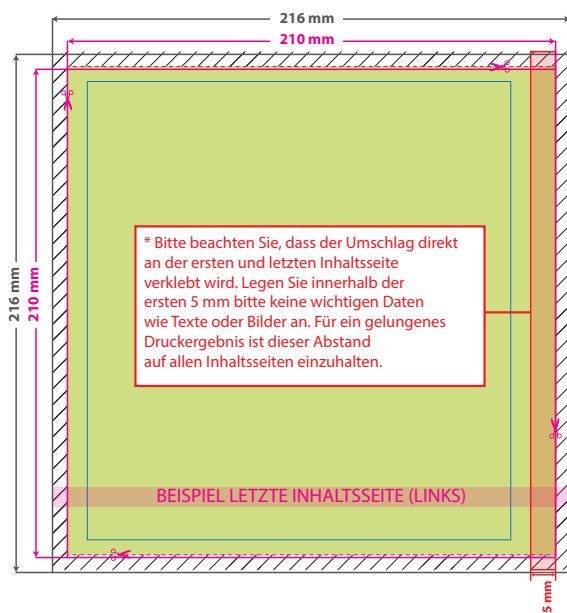 216 mm
210 mm
216 mm
210 mm
* Bitte beachten Sie, dass der Umschlag direkt
an der ersten und letzten Inhaltsseite
verklebt wird. Legen Sie innerhalb der
ersten 5 mm bitte keine wichtigen Daten
wie Texte oder Bilder an. Für ein gelungenes
Druckergebnis ist dieser Abstand
auf allen Inhaltsseiten einzuhalten.
BEISPIEL LETZTE INHALTSSEITE (LINKS)
5 mm